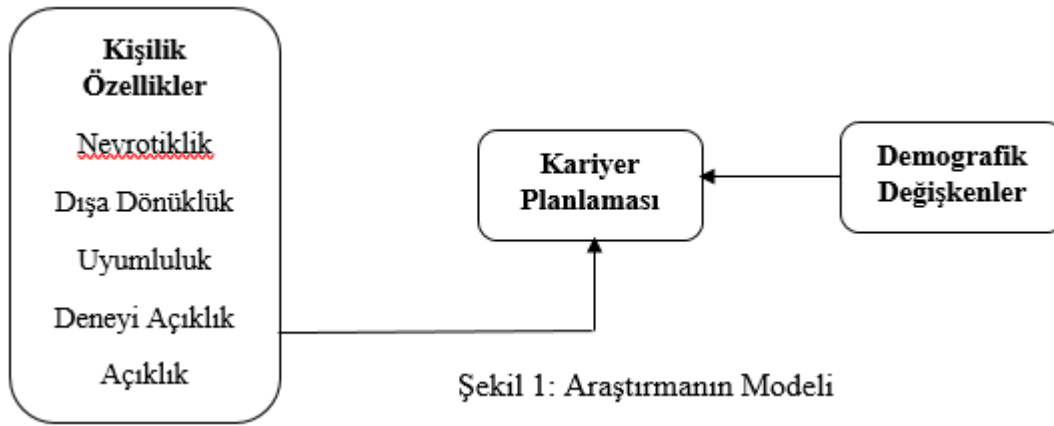 Kişilik
Özellikler
Nevrotiklik
Dışa Dönüklük
Uyumluluk
Deneyi Açıklık
Açıklık
Kariyer
Planlaması
Demografik
Değişkenler
Şekil 1: Araştırmanın Modeli